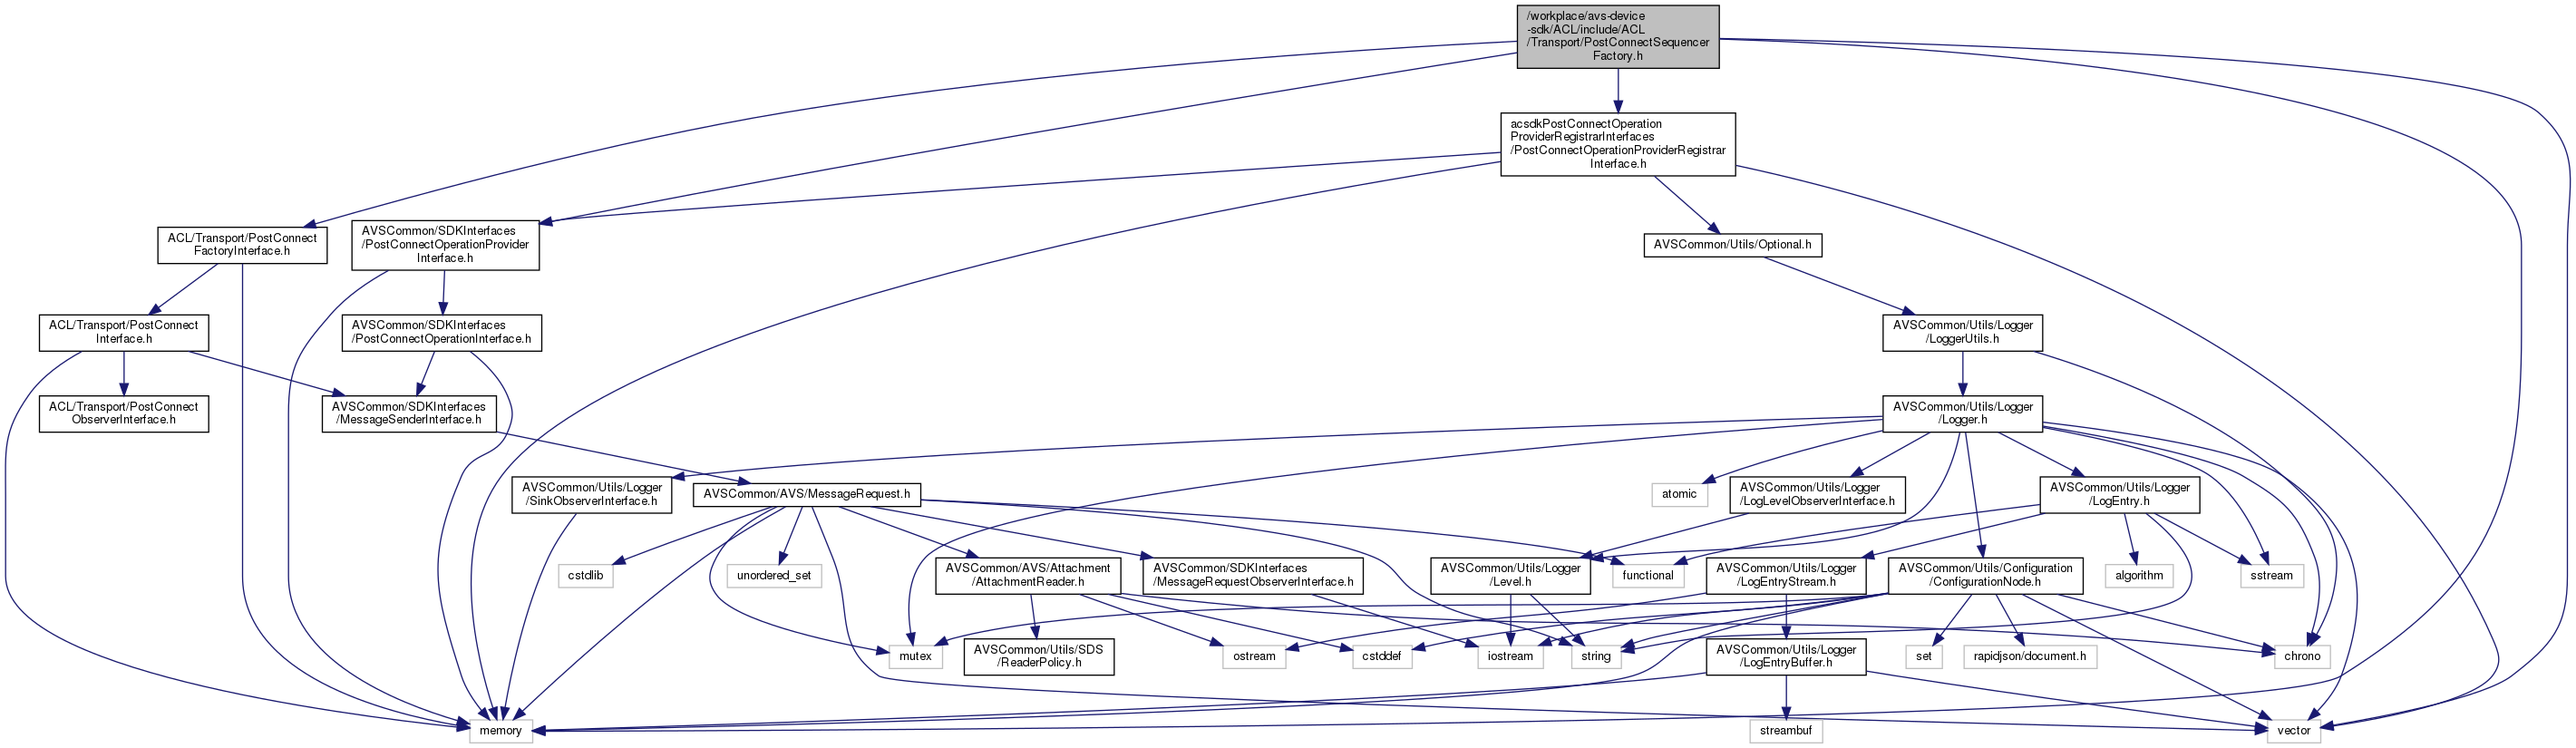 /workplace/avs-device
-sdk/ACL/include/ACL
/Transport/PostConnectSequencer
Factory.h
acsdkPostConnectOperation
ProviderRegistrarInterfaces
/PostConnectOperationProviderRegistrar
Interface.h
ACL/Transport/PostConnect
FactoryInterface.h
AVSCommon/SDKInterfaces
/PostConnectOperationProvider
Interface.h
AVSCommon/Utils/Optional.h
ACL/Transport/PostConnect
Interface.h
AVSCommon/SDKInterfaces
/PostConnectOperationInterface.h
AVSCommon/Utils/Logger
/LoggerUtils.h
ACL/Transport/PostConnect
ObserverInterface.h
AVSCommon/SDKInterfaces
/MessageSenderInterface.h
AVSCommon/Utils/Logger
/Logger.h
AVSCommon/Utils/Logger
/SinkObserverInterface.h
AVSCommon/AVS/MessageRequest.h
atomic
AVSCommon/Utils/Logger
/LogLevelObserverInterface.h
AVSCommon/Utils/Logger
/LogEntry.h
cstdlib
unordered_set
AVSCommon/AVS/Attachment
/AttachmentReader.h
AVSCommon/SDKInterfaces
/MessageRequestObserverInterface.h
AVSCommon/Utils/Logger
/Level.h
functional
AVSCommon/Utils/Logger
/LogEntryStream.h
AVSCommon/Utils/Configuration
/ConfigurationNode.h
algorithm
sstream
mutex
AVSCommon/Utils/SDS
/ReaderPolicy.h
ostream
cstddef
iostream
string
AVSCommon/Utils/Logger
/LogEntryBuffer.h
set
rapidjson/document.h
chrono
memory
streambuf
vector